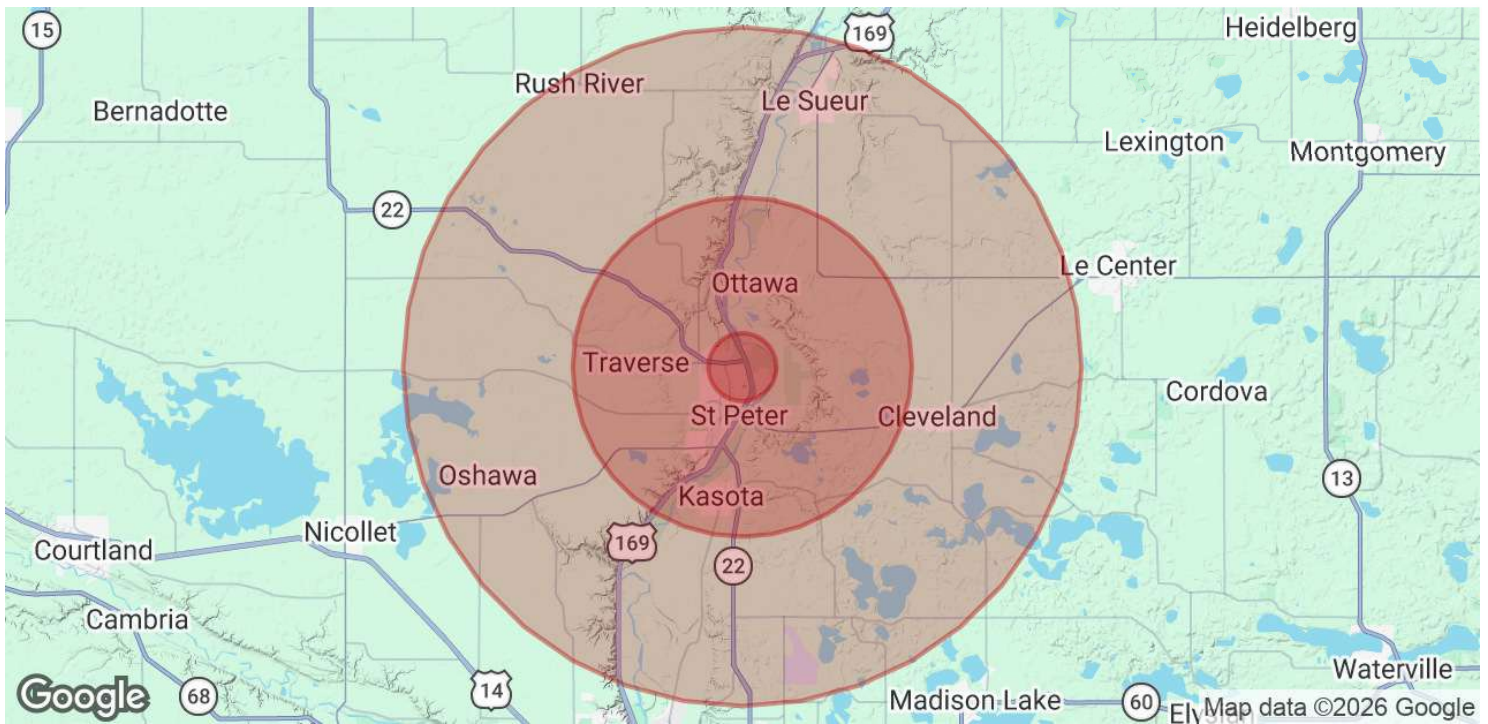 15
169
Heidelberg
Rush River
Bernadotte
Le Sueur
Lexington
Montgomery
22
Le Center
Ottawa
Traverse
Cordova
St Peter
Cleveland
Oshawa
13
Kasota
Nicollet
169
Courtland
22
Cambria
Waterville
Google
68
14
Madison Lake
60
Elysian
Map data ©2026 Google